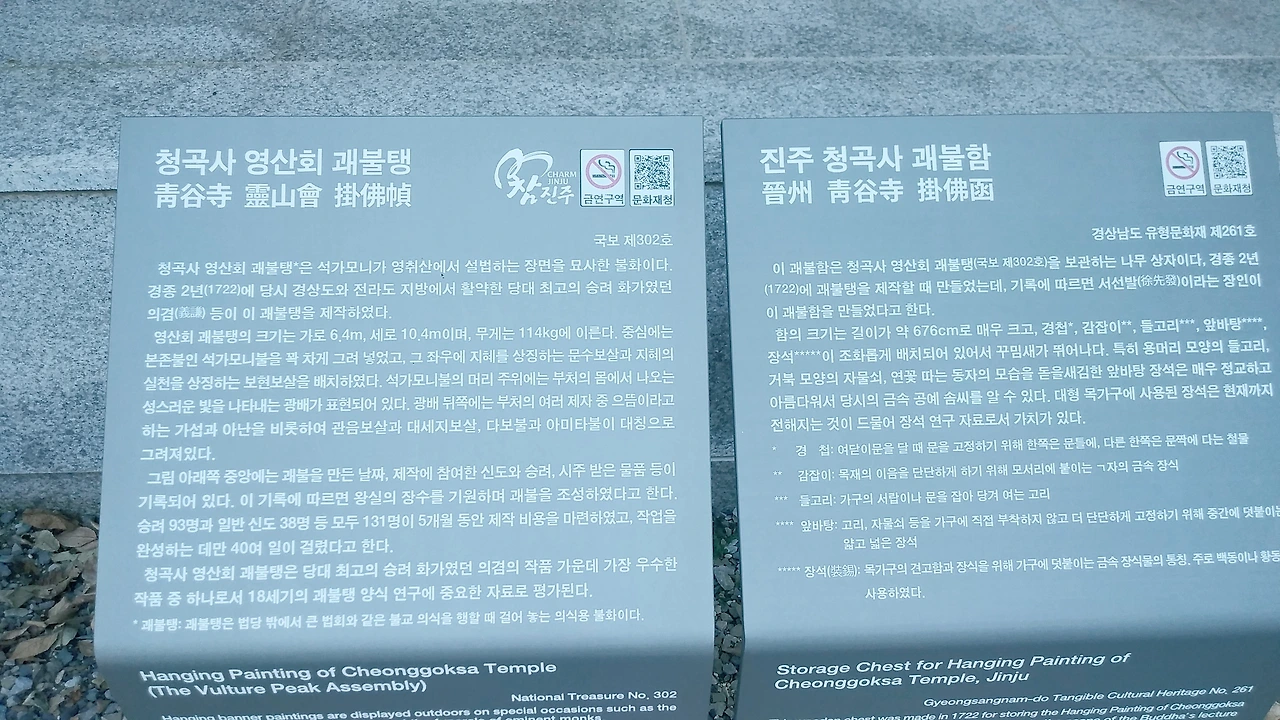 청곡사 영산회 괘불탱
靑谷寺 靈山會 掛佛幀
CHARM
JINJU
참진주
금연구역
문화재청
국보 제302호
청곡사 영산회 괘불탱*은 석가모니가 영취산에서 설법하는 장면을 묘사한 불화이다.
경종 2년(1722)에 당시 경상도와 전라도 지방에서 활약한 당대 최고의 승려 화가였던
의겸(義謙) 등이 이 괘불탱을 제작하였다.
영산회 괘불탱의 크기는 가로 6.4m, 세로 10.4m이며, 무게는 114kg에 이른다. 중심에는
본존불인 석가모니불을 꽉 차게 그려 넣었고, 그 좌우에 지혜를 상징하는 문수보살과 지혜의
실천을 상징하는 보현보살을 배치하였다. 석가모니불의 머리 주위에는 부처의 몸에서 나오는
성스러운 빛을 나타내는 광배가 표현되어 있다. 광배 뒤쪽에는 부처의 여러 제자 중 으뜸이라고
하는 가섭과 아난을 비롯하여 관음보살과 대세지보살, 다보불과 아미타불이 대칭으로
그려져있다.
그림 아래쪽 중앙에는 괘불을 만든 날짜, 제작에 참여한 신도와 승려, 시주 받은 물품 등이
기록되어 있다. 이 기록에 따르면 왕실의 장수를 기원하며 괘불을 조성하였다고 한다.
승려 93명과 일반 신도 38명 등 모두 131명이 5개월 동안 제작 비용을 마련하였고, 작업을
완성하는 데만 40여 일이 걸렸다고 한다.
청곡사 영산회 괘불탱은 당대 최고의 승려 화가였던 의겸의 작품 가운데 가장 우수한
작품 중 하나로서 18세기의 괘불탱 양식 연구에 중요한 자료로 평가된다.
* 괘불탱: 괘불탱은 법당 밖에서 큰 법회와 같은 불교 의식을 행할 때 걸어 놓는 의식용 불화이다.
Hanging Painting of Cheonggoksa Temple
(The Vulture Peak Assembly)
National Treasure No. 302
Hanging banner paintings are displayed outdoors on special occasions such as the
of eminent monks
진주 청곡사 괘불함
晉州 靑谷寺 掛佛函
금연구역
문화재청
경상남도 유형문화재 제261호
이 괘불함은 청곡사 영산회 괘불탱(국보 제302호)을 보관하는 나무 상자이다. 경종 2년
(1722)에 괘불탱을 제작할 때 만들었는데, 기록에 따르면 서선발(徐先發)이라는 장인이
이 괘불함을 만들었다고 한다.
함의 크기는 길이가 약 676cm로 매우 크고, 경첩*, 감잡이**, 들고리***, 앞바탕****,
장석*****이 조화롭게 배치되어 있어서 꾸밈새가 뛰어나다. 특히 용머리 모양의 들고리,
거북 모양의 자물쇠, 연꽃 따는 동자의 모습을 돋을새김한 앞바탕 장석은 매우 정교하고
아름다워서 당시의 금속 공예 솜씨를 알 수 있다. 대형 목가구에 사용된 장석은 현재까지
전해지는 것이 드물어 장석 연구 자료로서 가치가 있다.
* 경 첩: 여닫이문을 달 때 문을 고정하기 위해 한쪽은 문틀에, 다른 한쪽은 문짝에 다는 철물
** 감잡이: 목재의 이음을 단단하게 하기 위해 모서리에 붙이는 ㄱ자의 금속 장식
*** 들고리: 가구의 서랍이나 문을 잡아 당겨 여는 고리
**** 앞바탕: 고리, 자물쇠 등을 가구에 직접 부착하지 않고 더 단단하게 고정하기 위해 중간에 덧붙이는
얇고 넓은 장석
***** 장석(裝錫): 목가구의 견고함과 장식을 위해 가구에 덧붙이는 금속 장식물의 통칭. 주로 백동이나 황동
사용하였다.
Storage Chest for Hanging Painting of
Cheonggoksa Temple, Jinju
Gyeongsangnam-do Tangible Cultural Heritage No. 261
chest was made in 1722 for storing the Hanging Painting of Cheonggoksa
of the Buddha's